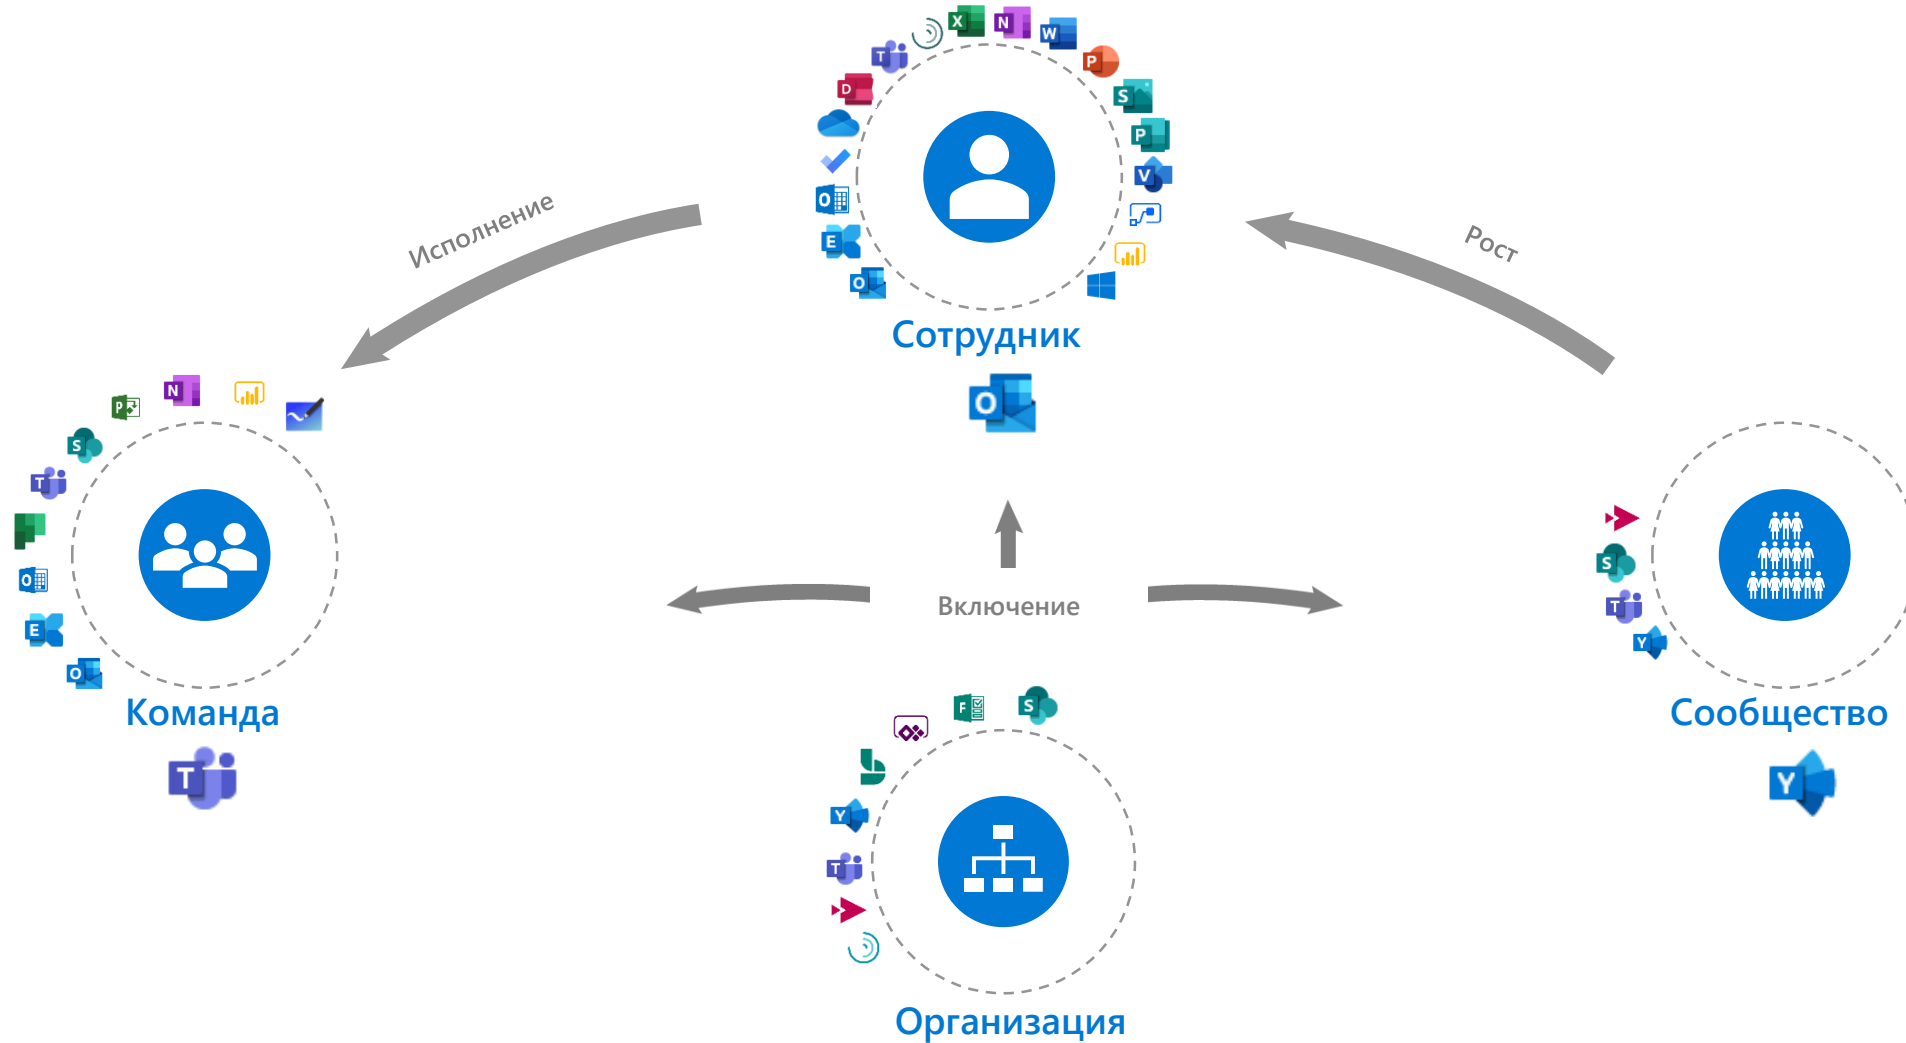 Исполнение
Рост
Сотрудник
Включение
Команда
Сообщество
Организация